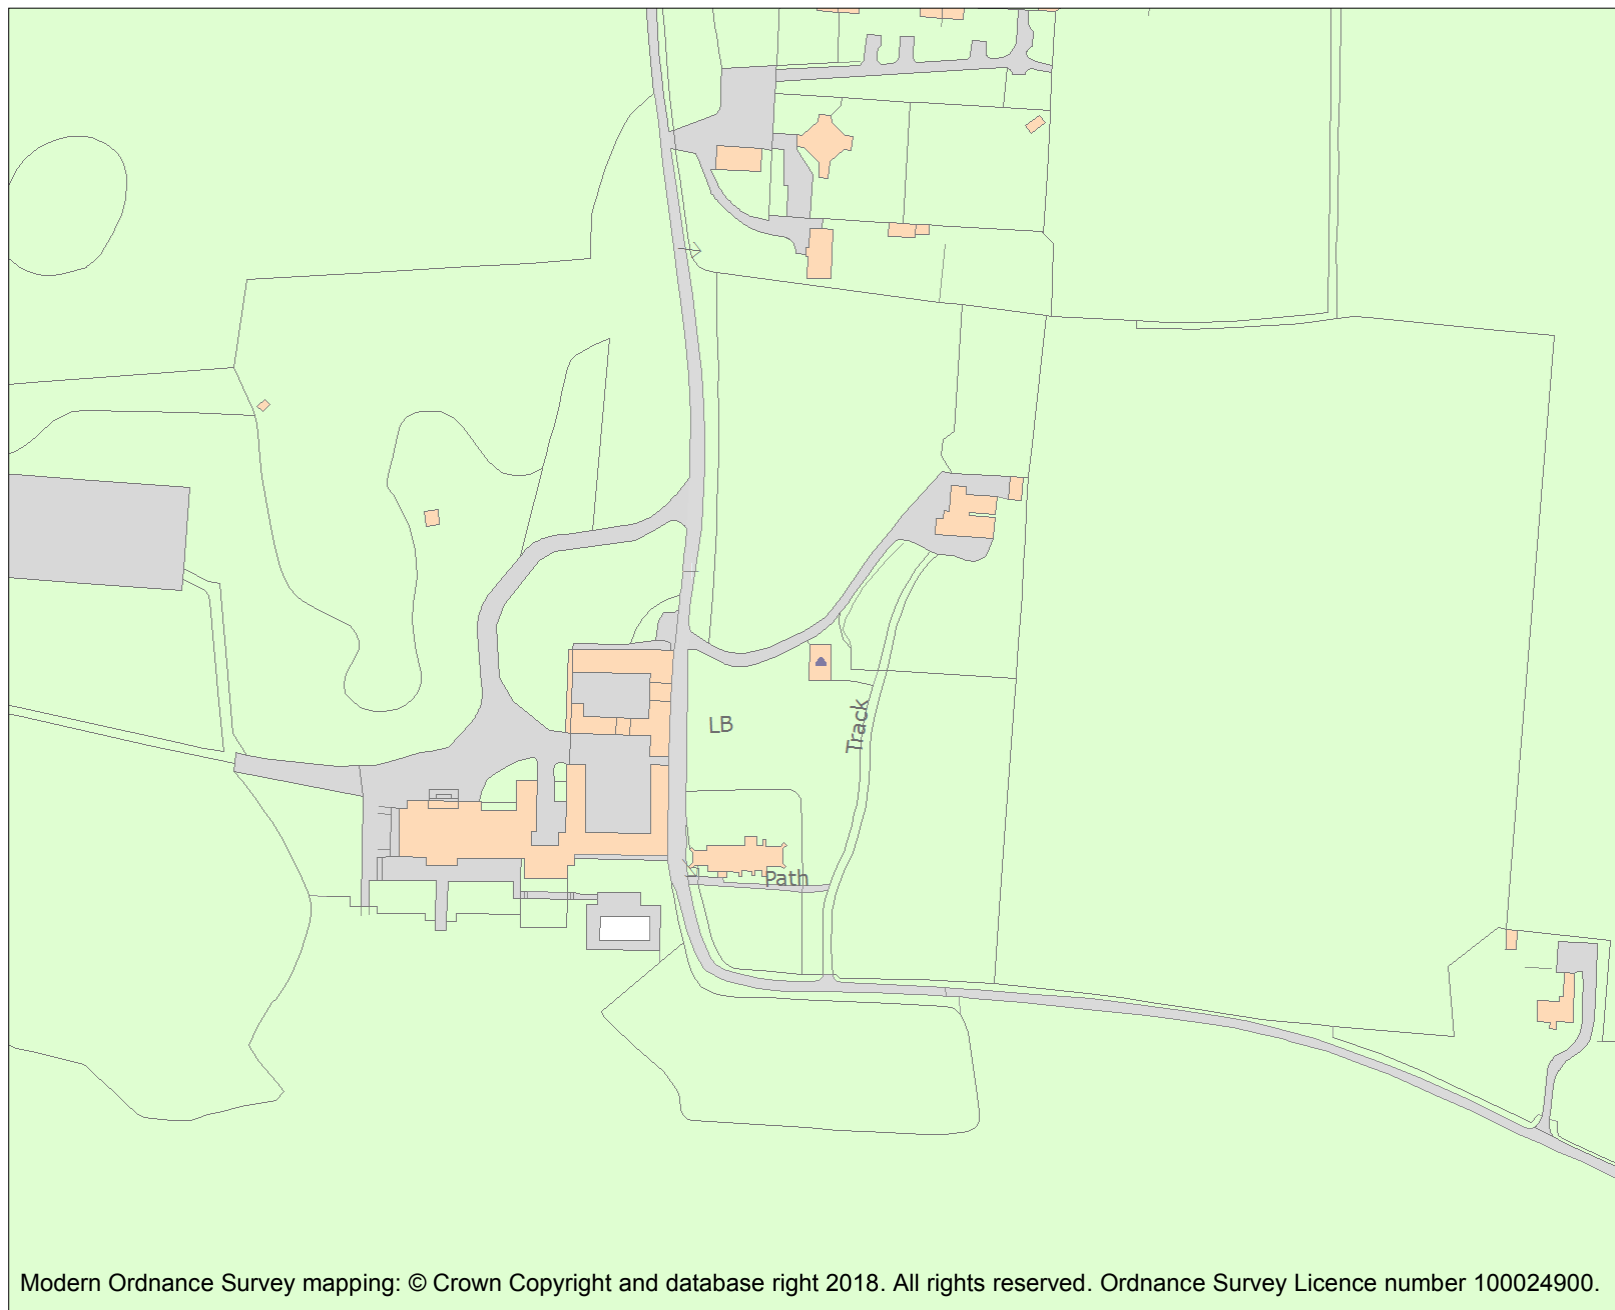 LB
Track
Path
Modern Ordnance Survey mapping: © Crown Copyright and database right 2018. All rights reserved. Ordnance Survey Licence number 100024900.